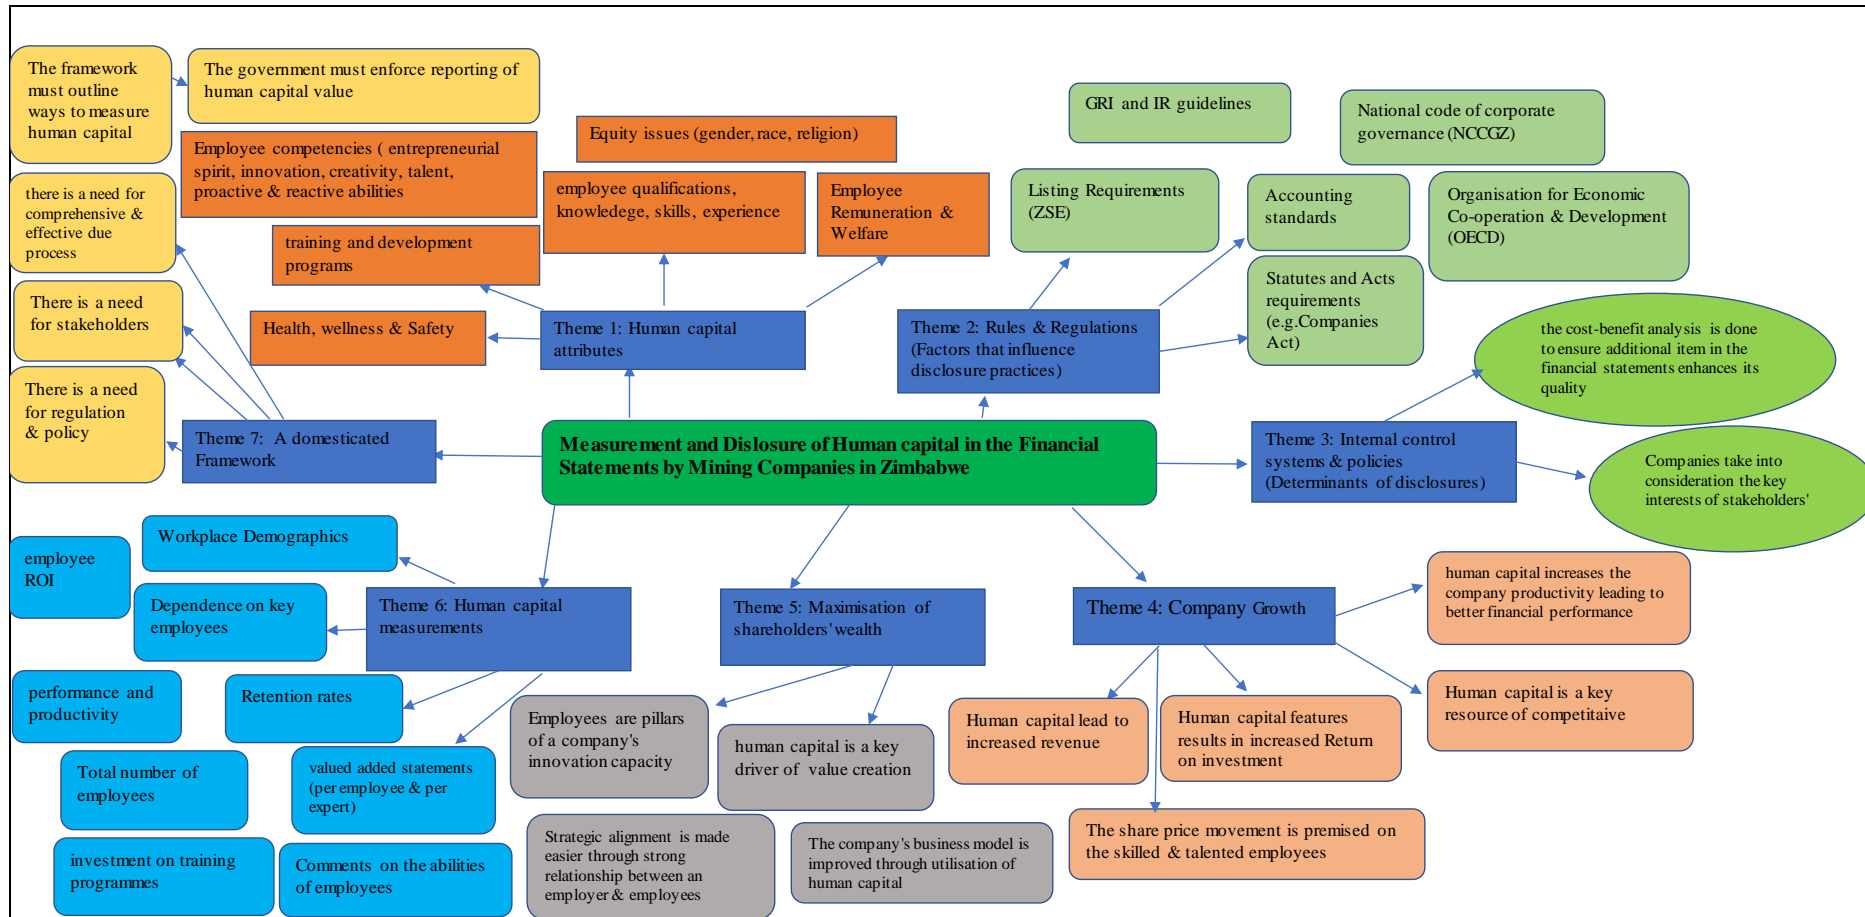 The framework
must outline
ways to measure
human capital
The government must enforce reporting of
human capital value
Employee competencies ( entrepreneurial
spirit, innovation, creativity, talent,
proactive & reactive abilities
Equity issues (gender, race, religion)
GRI and IR guidelines
National code of corporate
governance (NCCGZ)
there is a need for
comprehensive &
effective due
process
employee qualifications,
knowledege, skills, experience
Employee
Remuneration &
Welfare
Listing Requirements
(ZSE)
Accounting
standards
Organisation for Economic
Co-operation & Development
(OECD)
training and development
programs
Statutes and Acts
requirements
(e.g.Companies
Act)
There is a need
for stakeholders
Health, wellness & Safety
Theme 1: Human capital
attributes
Theme 2: Rules & Regulations
(Factors that influence
disclosure practices)
the cost-benefit analysis is done
to ensure additional item in the
financial statements enhances its
quality
There is a need
for regulation
& policy
Theme 7: A domesticated
Framework
Measurement and Dislosure of Human capital in the Financial
Statements by Mining Companies in Zimbabwe
Theme 3: Internal control
systems & policies
(Determinants of disclosures)
Companies take into
consideration the key
interests of stakeholders'
Workplace Demographics
employee
ROI
Dependence on key
employees
Theme 6: Human capital
measurements
Theme 5: Maximisation of
shareholders' wealth
Theme 4: Company Growth
human capital increases the
company productivity leading to
better financial performance
performance and
productivity
Retention rates
Employees are pillars
of a company's
innovation capacity
human capital is a key
driver of value creation
Human capital lead to
increased revenue
Human capital features
results in increased Return
on investment
Human capital is a key
resource of competitaive
Total number of
employees
valued added statements
(per employee & per
expert)
Strategic alignment is made
easier through strong
relationship between an
employer & employees
The company's business model is
improved through utilisation of
human capital
The share price movement is premised on
the skilled & talented employees
investment on training
programmes
Comments on the abilities
of employees